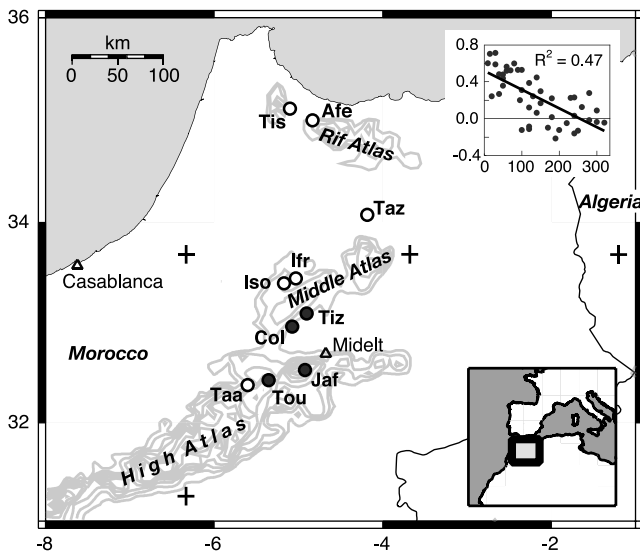 36
km
0 50 100
0.8
R² = 0.47
0.4
0.0
-0.4
0 100 200 300
Tis
Afe
Rif Atlas
Algeria
34
Taz
Ifr
Iso
Middle Atlas
Casablanca
Tiz
Col
Midelt
Morocco
Jaf
Taa
Tou
32
High Atlas
-8 -6 -4 -2